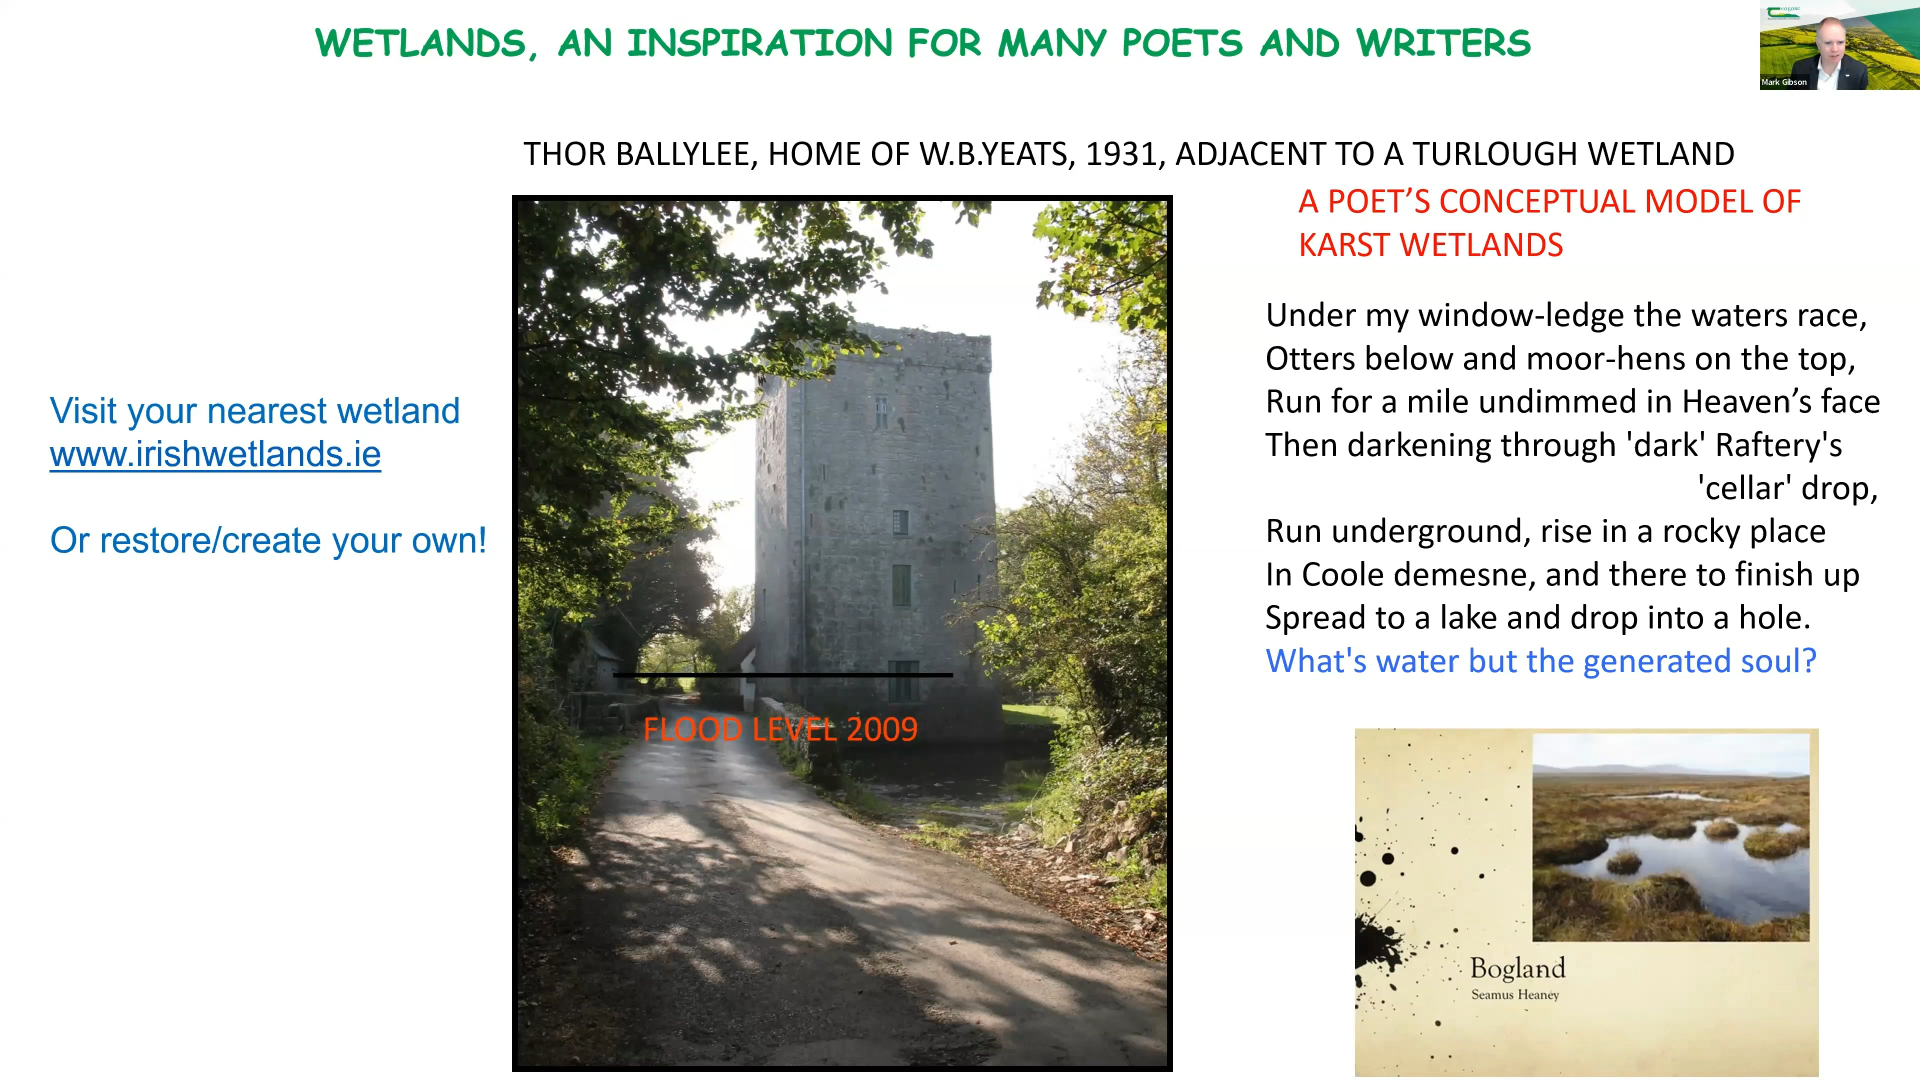 WETLANDS, AN INSPIRATION FOR MANY POETS AND WRITERS
Mark Gibson
THOR BALLYLEE, HOME OF W.B.YEATS, 1931, ADJACENT TO A TURLOUGH WETLAND
A POET’S CONCEPTUAL MODEL OF
KARST WETLANDS
Under my window-ledge the waters race,
Otters below and moor-hens on the top,
Run for a mile undimmed in Heaven’s face
Then darkening through 'dark' Raftery's
'cellar' drop,
Run underground, rise in a rocky place
In Coole demesne, and there to finish up
Spread to a lake and drop into a hole.
What's water but the generated soul?
Visit your nearest wetland
www.irishwetlands.ie
Or restore/create your own!
FLOOD LEVEL 2009
Bogland
Seamus Heaney